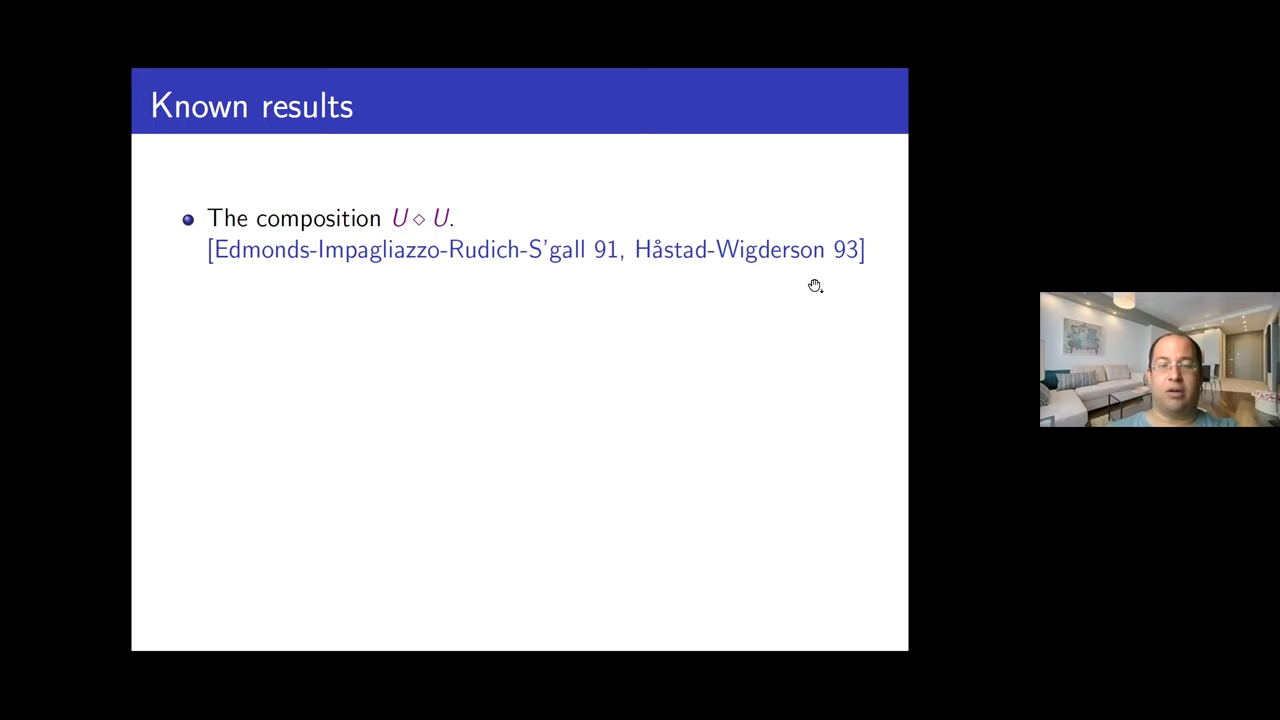 Known results
The composition U ⋄ U.
[Edmonds-Impagliazzo-Rudich-S'gall 91, Håstad-Wigderson 93]